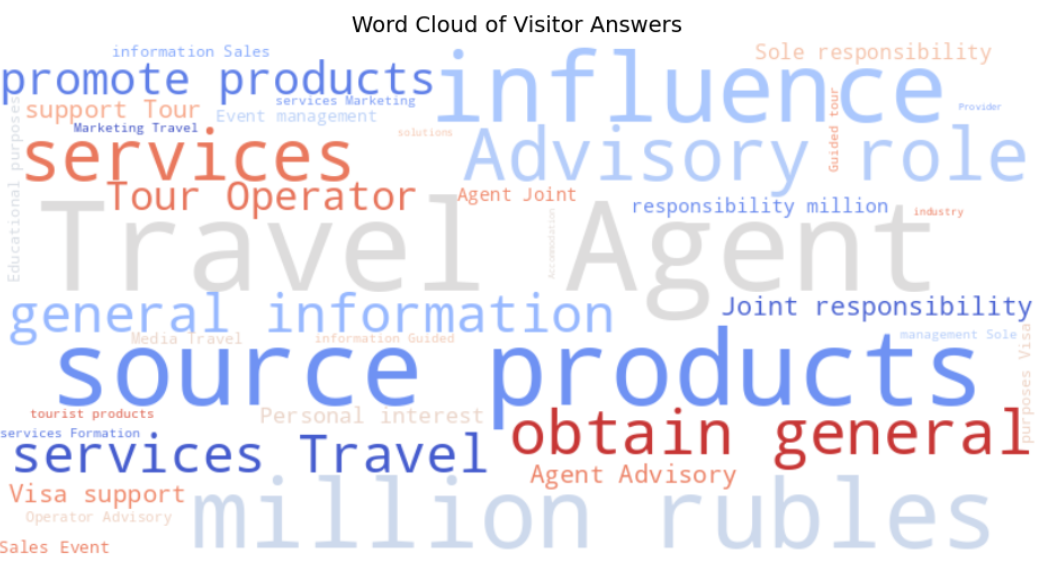 Word Cloud of Visitor Answers
information Sales
Sole responsibility
promote products
influence
services Marketing
Provider
support Tour
Event management
Guided tour
Marketing Travel
solutions
Educational purposes
services
Advisory role
Tour Operator
Agent Joint
responsibility million
industry
Travel Agent
Accommodation
general information
Joint responsibility
Media Travel
information Guided
management Sole
purposes Visa
source products
tourist products
Personal interest
obtain general
services Formation
services Travel
Agent Advisory
Visa support
million rubles
Operator Advisory
Sales Event